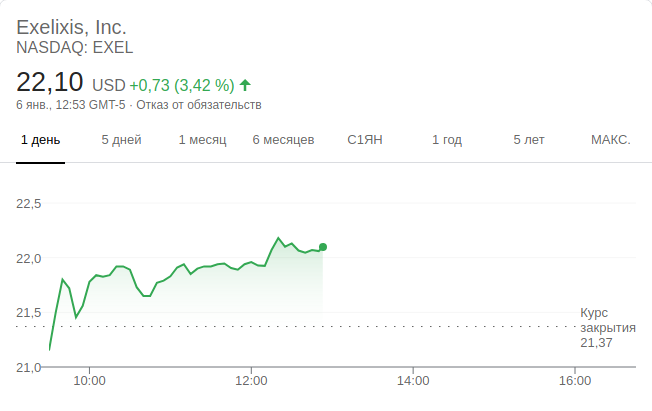 Exelixis, Inc.
NASDAQ: EXEL
22,10 USD +0,73 (3,42 %)
6 янв., 12:53 GMT-5 · Отказ от обязательств
1 день 5 дней 1 месяц 6 месяцев С1ЯН 1 год 5 лет МАКС.
22,5
22,0
21,5
Курс
закрытия
21,37
21,0
10:00 12:00 14:00 16:00